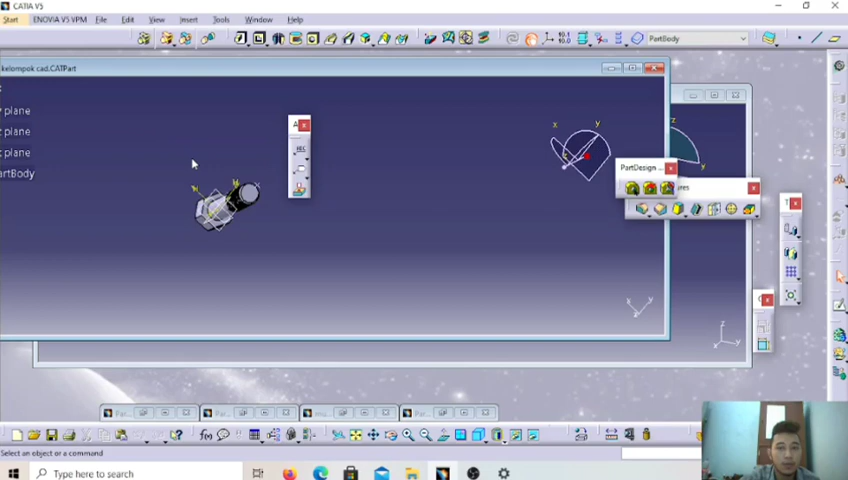 CATIA V5
Start ENOVIA V5 VPM File Edit View Insert Tools Window Help
PartBody
kelompok cad.CATPart
plane
plane
plane
artBody
PartDesign ...
Select an object or a command
Type here to search